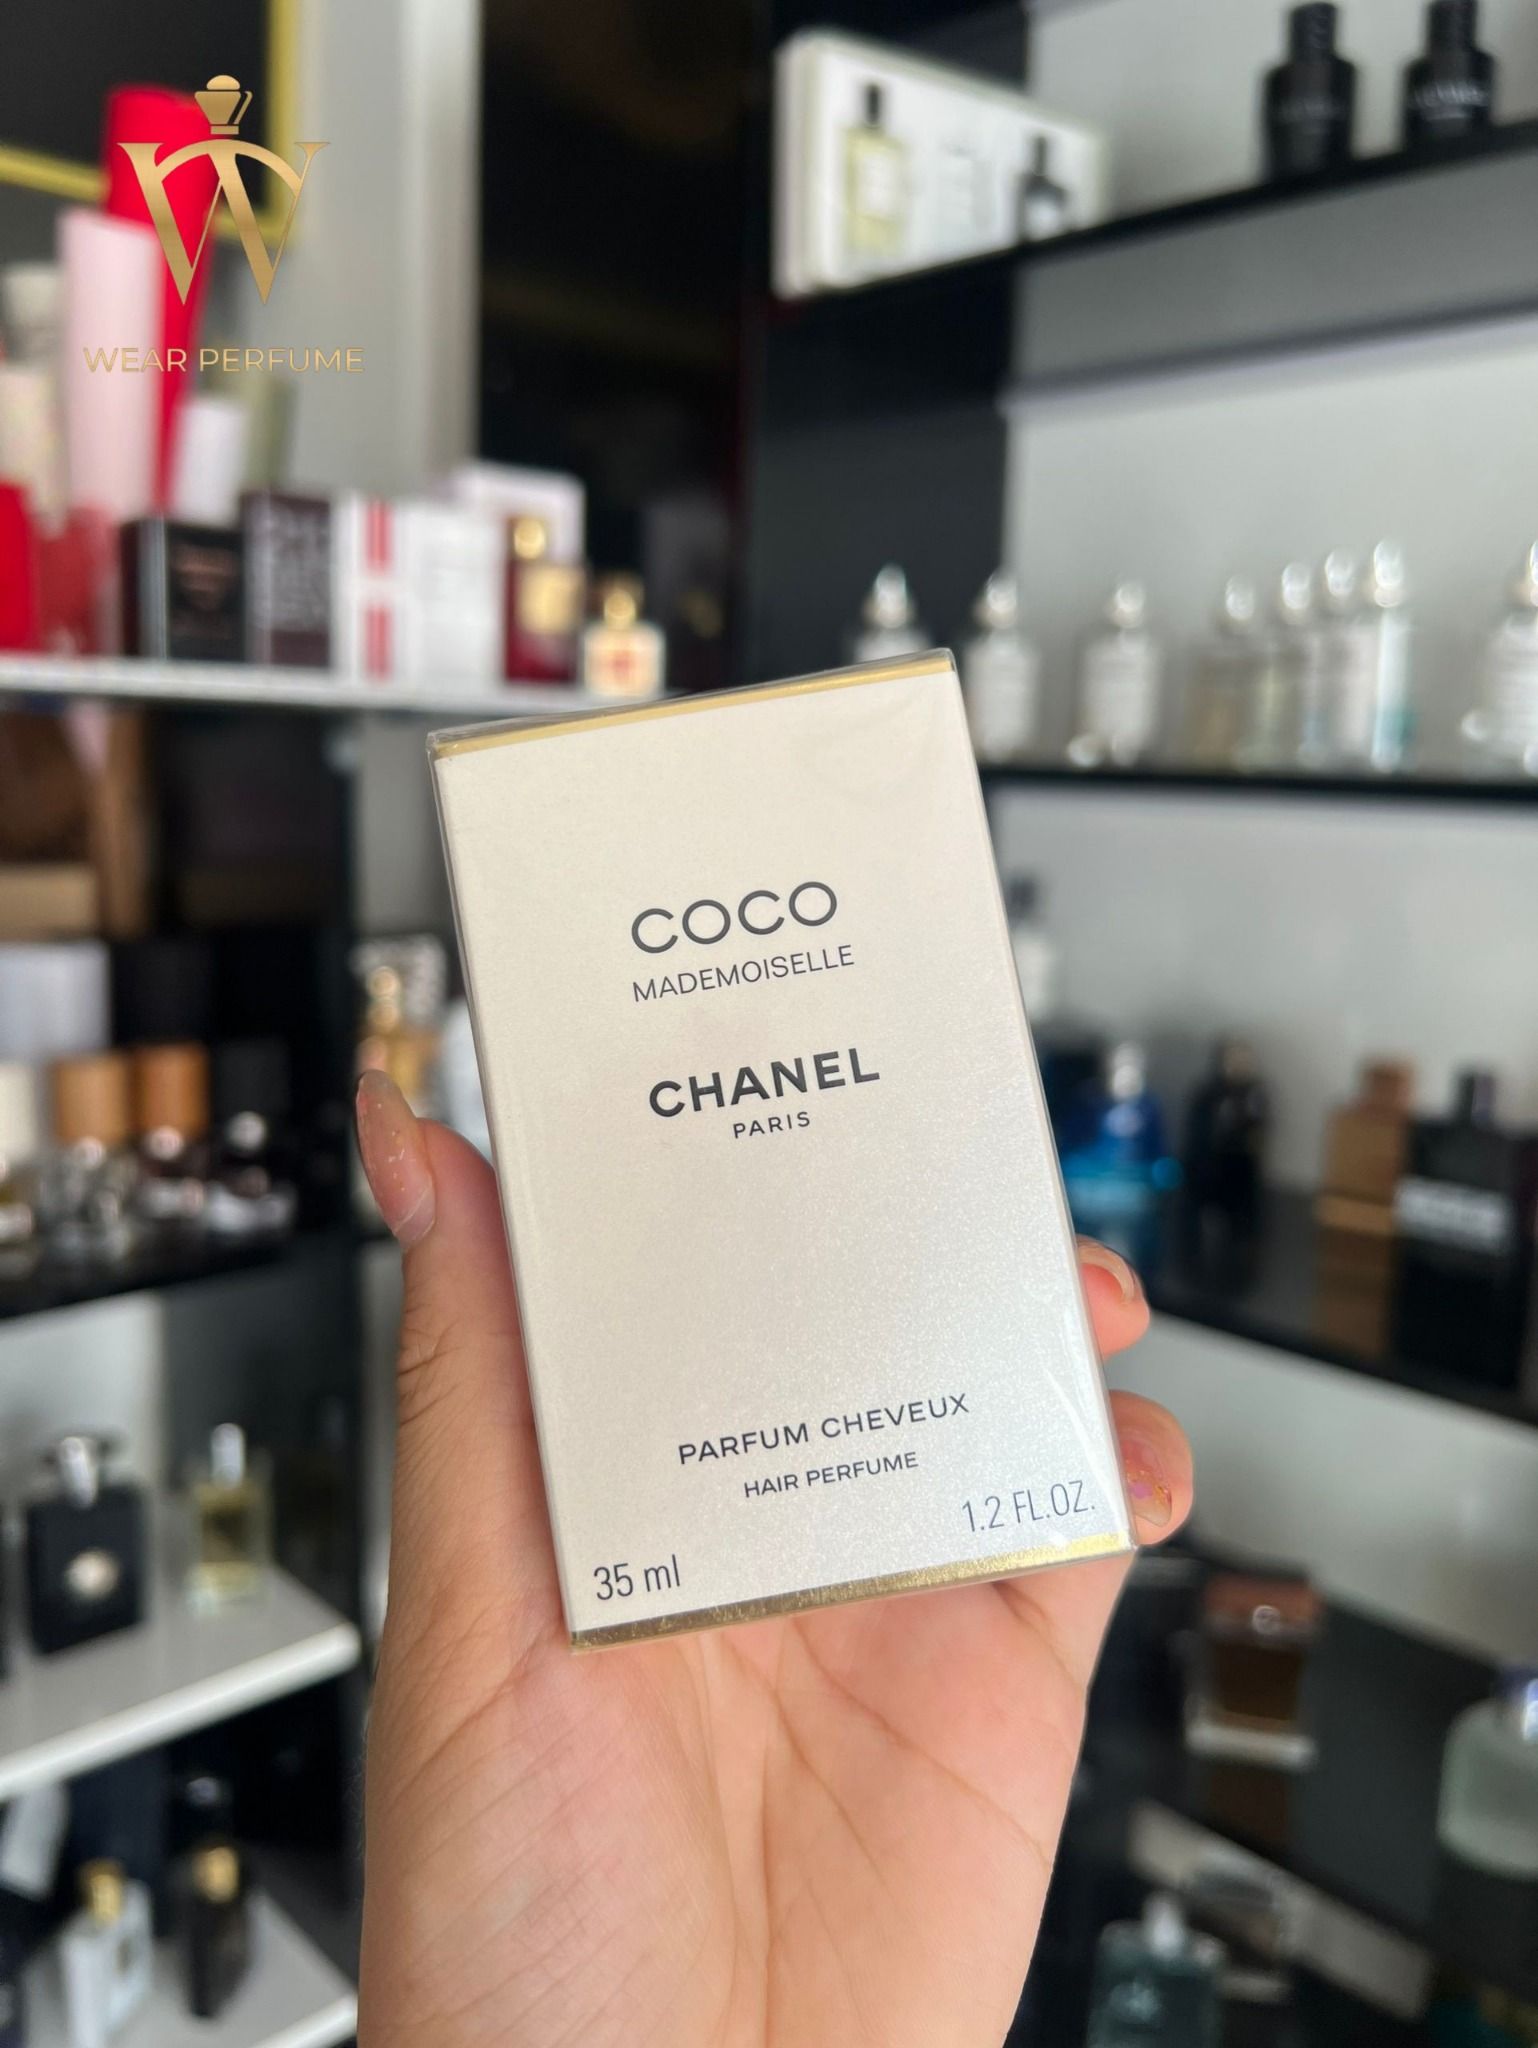 WEAR PERFUME
COCO
MADEMOISELLE
CHANEL
PARIS
PARFUM CHEVEUX
HAIR PERFUME
1.2 FL.OZ.
35 ml